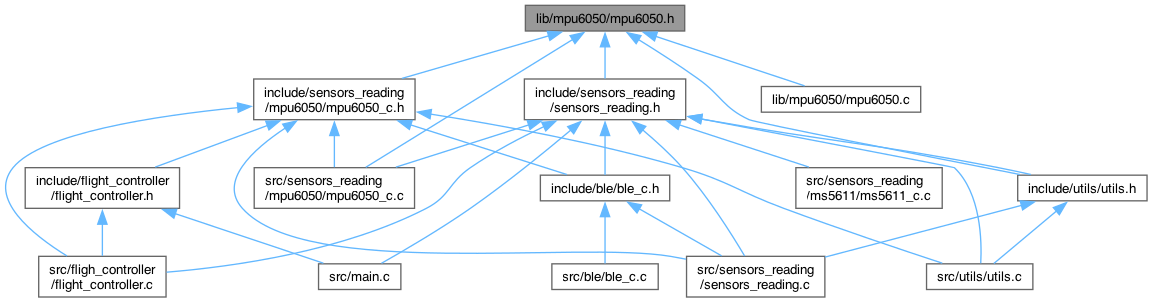 lib/mpu6050/mpu6050.h
include/sensors_reading
/mpu6050/mpu6050_c.h
include/sensors_reading
/sensors_reading.h
lib/mpu6050/mpu6050.c
include/flight_controller
/flight_controller.h
src/sensors_reading
/mpu6050/mpu6050_c.c
include/ble/ble_c.h
src/sensors_reading
/ms5611/ms5611_c.c
include/utils/utils.h
src/fligh_controller
/flight_controller.c
src/main.c
src/ble/ble_c.c
src/sensors_reading
/sensors_reading.c
src/utils/utils.c